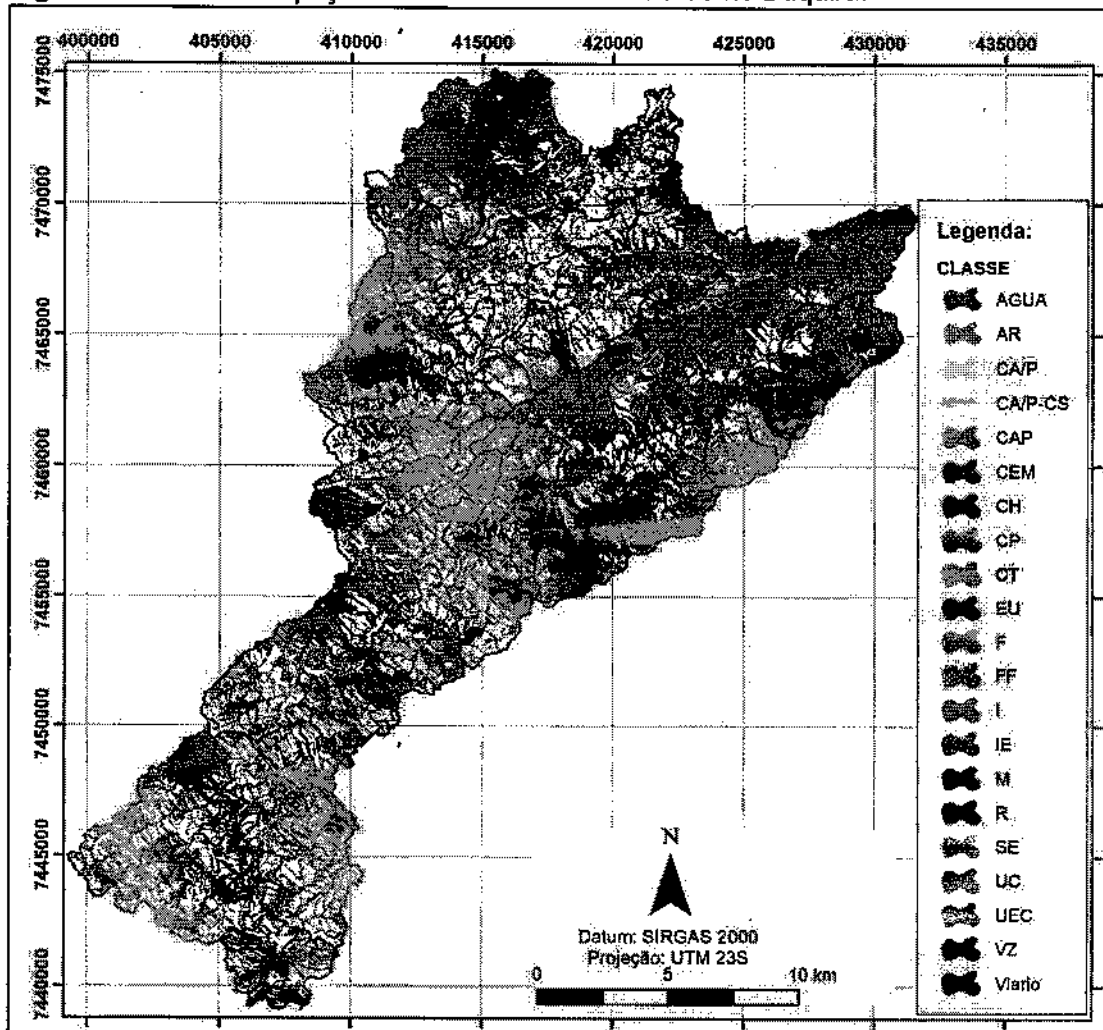 400000 405000 410000 415000 420000 425000 430000 435000
7475000
7470000
7465000
7460000
7455000
7450000
7445000
7440000
Legenda:
CLASSE
AGUA
AR
CA/P
CA/P-CS
CAP
CEM
CH
CP
CT
EU
F
FF
I
IE
M
R
SE
UC
UEC
VZ
Viario
N
Datum: SIRGAS 2000
Projeção: UTM 23S
0 5 10 km